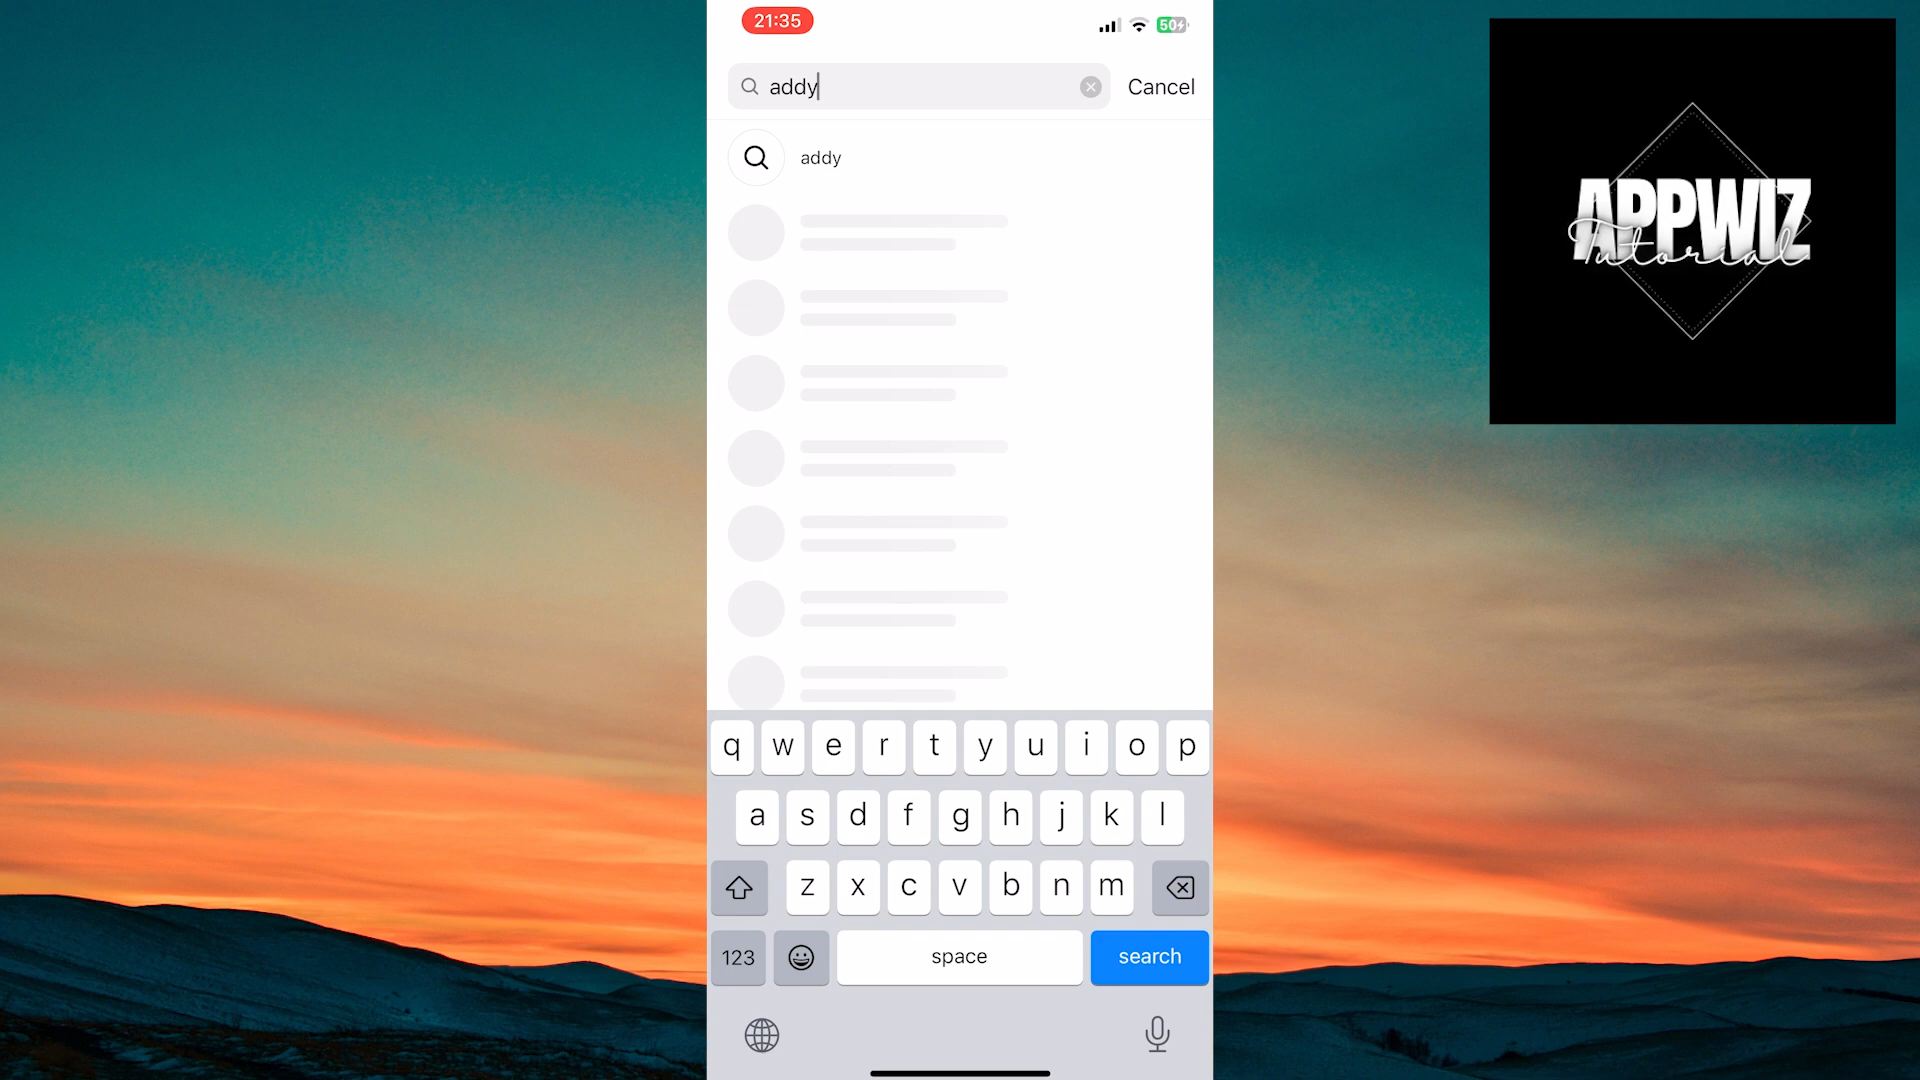 21:35
50
addy
Cancel
addy
q w e r t y u i o p
a s d f g h j k l
z x c v b n m
123
space
search
APPWIZ
Tutorial